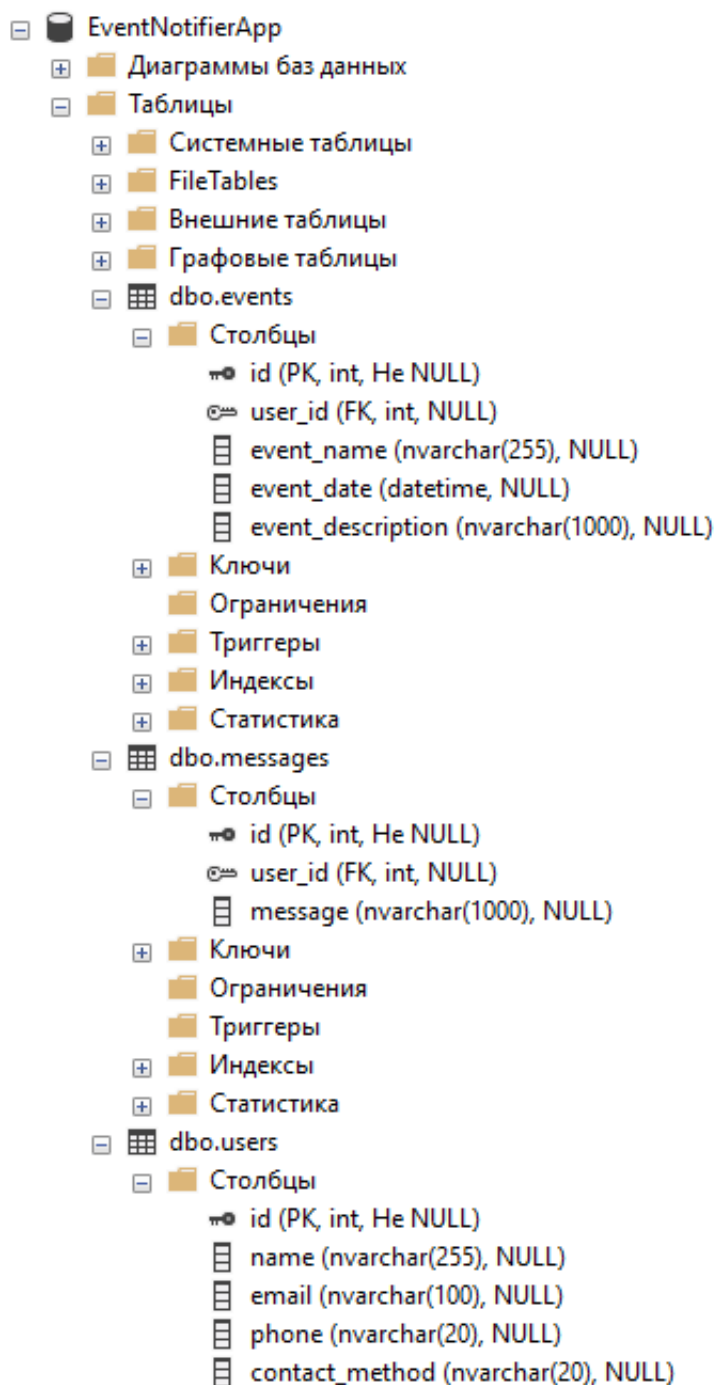 EventNotifierApp
Диаграммы баз данных
Таблицы
Системные таблицы
FileTables
Внешние таблицы
Графовые таблицы
dbo.events
Столбцы
id (PK, int, Не NULL)
user_id (FK, int, NULL)
event_name (nvarchar(255), NULL)
event_date (datetime, NULL)
event_description (nvarchar(1000), NULL)
Ключи
Ограничения
Триггеры
Индексы
Статистика
dbo.messages
Столбцы
id (PK, int, Не NULL)
user_id (FK, int, NULL)
message (nvarchar(1000), NULL)
Ключи
Ограничения
Триггеры
Индексы
Статистика
dbo.users
Столбцы
id (PK, int, Не NULL)
name (nvarchar(255), NULL)
email (nvarchar(100), NULL)
phone (nvarchar(20), NULL)
contact_method (nvarchar(20), NULL)